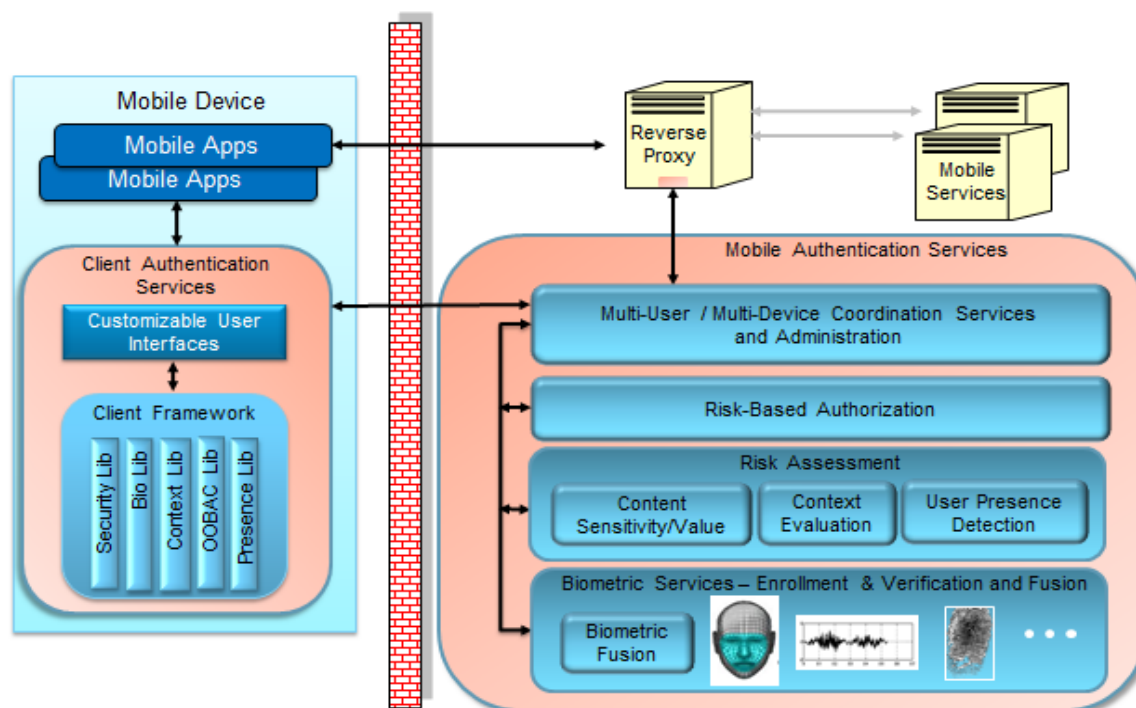 Mobile Device
Mobile Apps
Mobile Apps
Client Authentication
Services
Customizable User
Interfaces
Client Framework
Security Lib
Bio Lib
Context Lib
OOBAC Lib
Presence Lib
Reverse
Proxy
Mobile
Services
Mobile Authentication Services
Multi-User / Multi-Device Coordination Services
and Administration
Risk-Based Authorization
Risk Assessment
Content
Sensitivity/Value
Context
Evaluation
User Presence
Detection
Biometric Services – Enrollment & Verification and Fusion
Biometric
Fusion